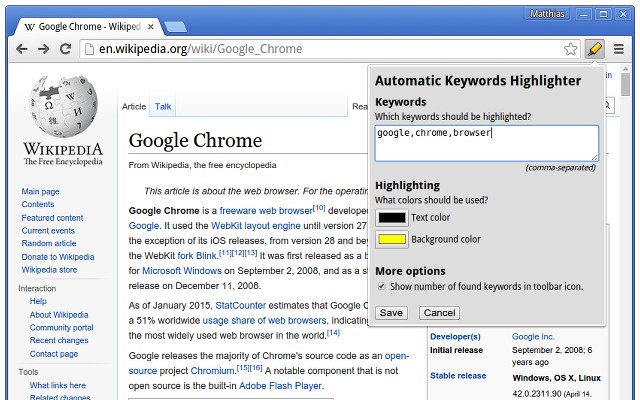 Matthias
Google Chrome - Wikiped
en.wikipedia.org/wiki/Google_Chrome
in
WIKIPEDIA
The Free Encyclopedia
Main page
Contents
Featured content
Current events
Random article
Donate to Wikipedia
Wikipedia store
Interaction
Help
About Wikipedia
Community portal
Recent changes
Contact page
Tools
What links here
Related changes
Article
Talk
Rea
Google Chrome
From Wikipedia, the free encyclopedia
This article is about the web browser. For the operatin
Google Chrome is a freeware web browser[10] develope
Google. It used the WebKit layout engine until version 27
the exception of its iOS releases, from version 28 and bey
the WebKit fork Blink.[11][12][13] It was first released as a b
for Microsoft Windows on September 2, 2008, and as a s
release on December 11, 2008.
As of January 2015, StatCounter estimates that Google C
a 51% worldwide usage share of web browsers, indicating
the most widely used web browser in the world.[14]
Google releases the majority of Chrome's source code as an open-
source project Chromium.[15][16] A notable component that is not
open source is the built-in Adobe Flash Player.
Automatic Keywords Highlighter
Keywords
Which keywords should be highlighted?
google,chrome,browser
(comma-separated)
Highlighting
What colors should be used?
Text color
Background color
More options
Show number of found keywords in toolbar icon.
Save
Cancel
Developer(s)
Google Inc.
Initial release
September 2, 2008; 6
years ago
Stable release
Windows, OS X, Linux
42.0.2311.90 (April 14,